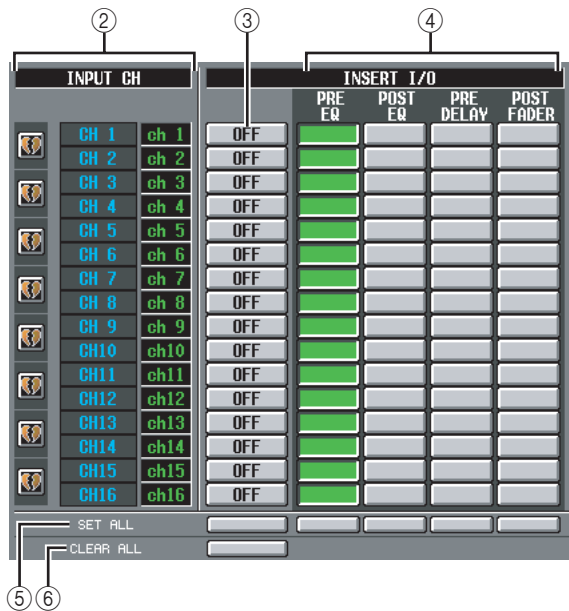 ② ③ ④
INPUT CH INSERT I/O
PRE EQ POST EQ PRE DELAY POST FADER
CH 1 ch 1 OFF
CH 2 ch 2 OFF
CH 3 ch 3 OFF
CH 4 ch 4 OFF
CH 5 ch 5 OFF
CH 6 ch 6 OFF
CH 7 ch 7 OFF
CH 8 ch 8 OFF
CH 9 ch 9 OFF
CH10 ch10 OFF
CH11 ch11 OFF
CH12 ch12 OFF
CH13 ch13 OFF
CH14 ch14 OFF
CH15 ch15 OFF
CH16 ch16 OFF
SET ALL
CLEAR ALL
⑤ ⑥